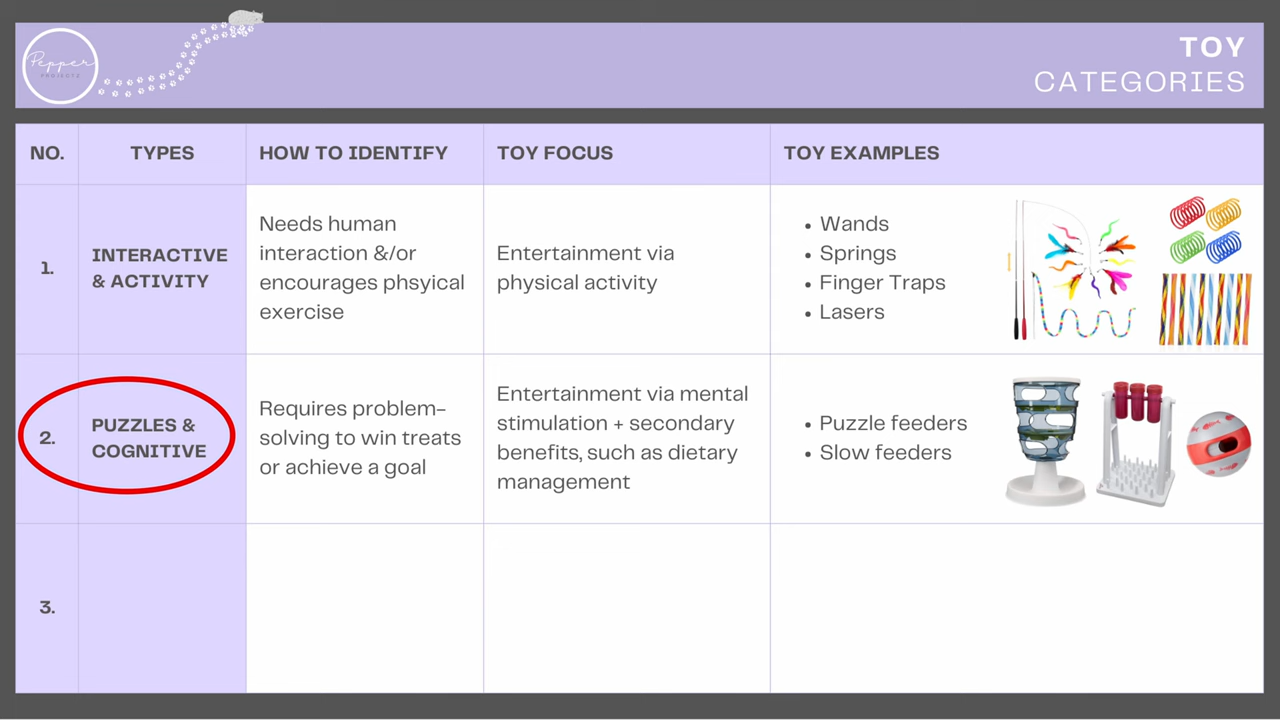 Pepper
PROJECTS
TOY
CATEGORIES
NO.
TYPES
HOW TO IDENTIFY
TOY FOCUS
TOY EXAMPLES
1.
INTERACTIVE
& ACTIVITY
Needs human
interaction &/or
encourages phsyical
exercise
Entertainment via
physical activity
• Wands
• Springs
• Finger Traps
• Lasers
2.
PUZZLES &
COGNITIVE
Requires problem-
solving to win treats
or achieve a goal
Entertainment via mental
stimulation + secondary
benefits, such as dietary
management
• Puzzle feeders
• Slow feeders
3.